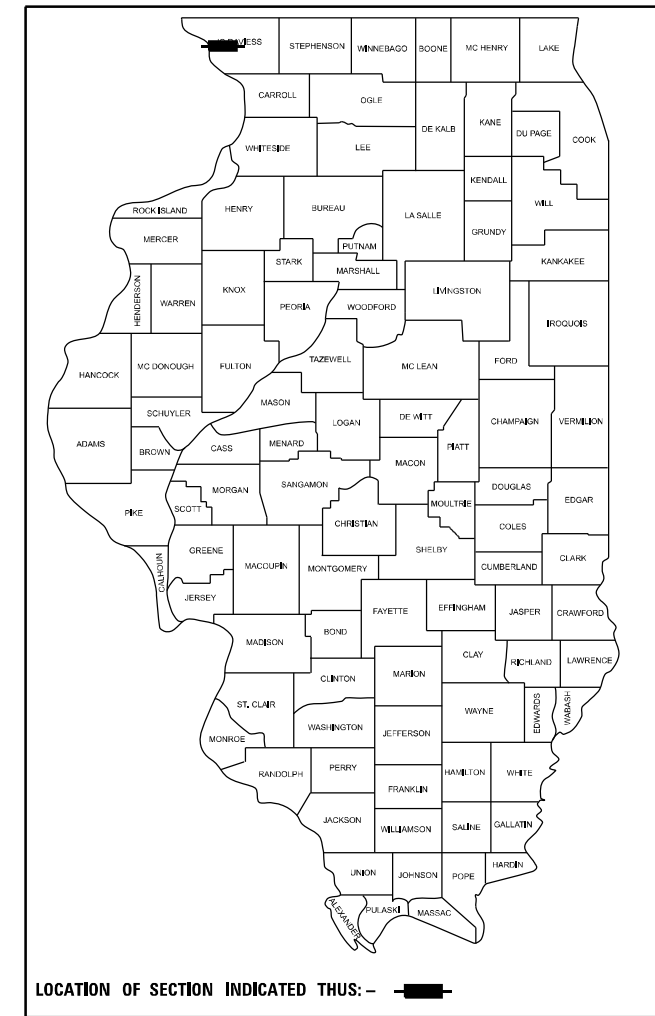 DAVIESS STEPHENSON WINNEBAGO BOONE MC HENRY LAKE
CARROLL OGLE DE KALB KANE DU PAGE COOK
WHITESIDE LEE
KENDALL
ROCK ISLAND HENRY BUREAU LA SALLE GRUNDY WILL
MERCER PUTNAM
STARK MARSHALL KANKAKEE
HENDERSON WARREN KNOX PEORIA WOODFORD LIVINGSTON IROQUOIS
HANCOCK MC DONOUGH FULTON TAZEWELL MC LEAN FORD
MASON
SCHUYLER LOGAN DE WITT CHAMPAIGN VERMILION
ADAMS BROWN CASS MENARD PIATT
MACON
MORGAN SANGAMON DOUGLAS
PIKE SCOTT CHRISTIAN MOULTRIE COLES EDGAR
GREENE SHELBY
CALHOUN MACOUPIN MONTGOMERY CUMBERLAND CLARK
JERSEY FAYETTE EFFINGHAM JASPER CRAWFORD
MADISON BOND
CLAY RICHLAND LAWRENCE
CLINTON MARION
ST. CLAIR WAYNE EDWARDS WABASH
WASHINGTON JEFFERSON
MONROE
RANDOLPH PERRY HAMILTON WHITE
FRANKLIN
JACKSON WILLIAMSON SALINE GALLATIN
HARDIN
UNION JOHNSON POPE
ALEXANDER PULASKI MASSAC
LOCATION OF SECTION INDICATED THUS: –